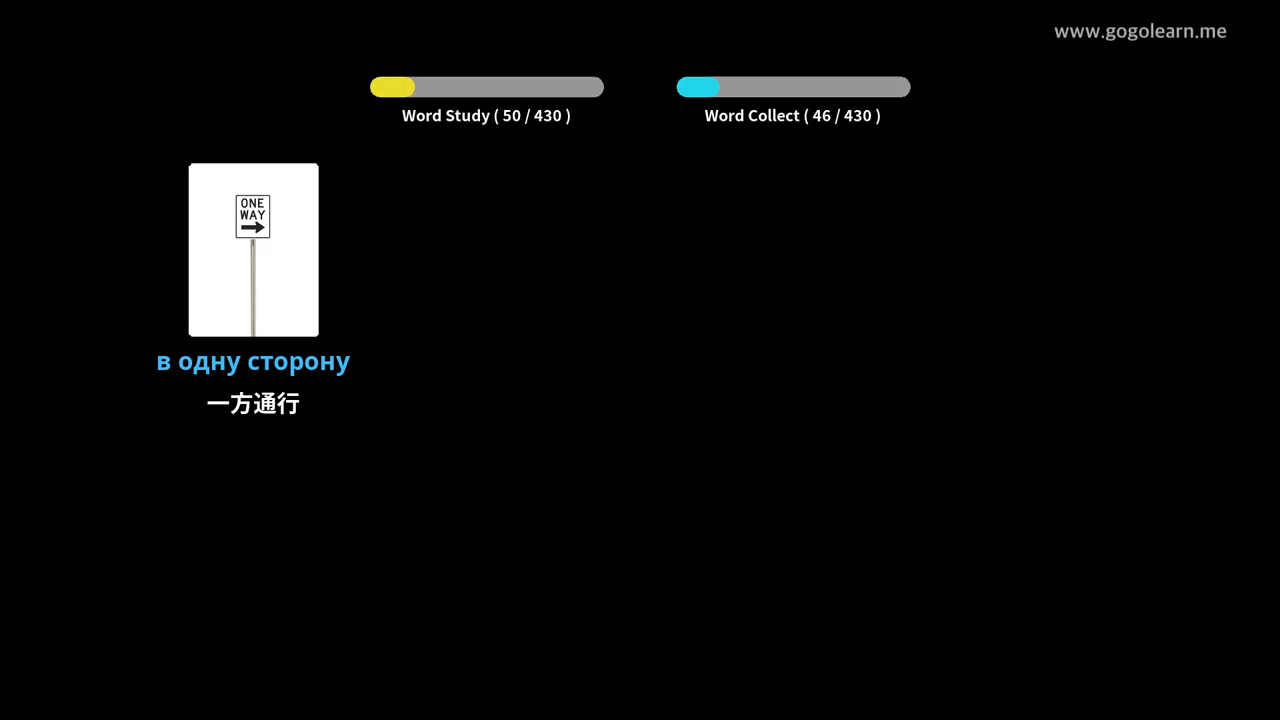 www.gogolearn.me
Word Study ( 50 / 430 )
Word Collect ( 46 / 430 )
ONE
WAY
в одну сторону
一方通行